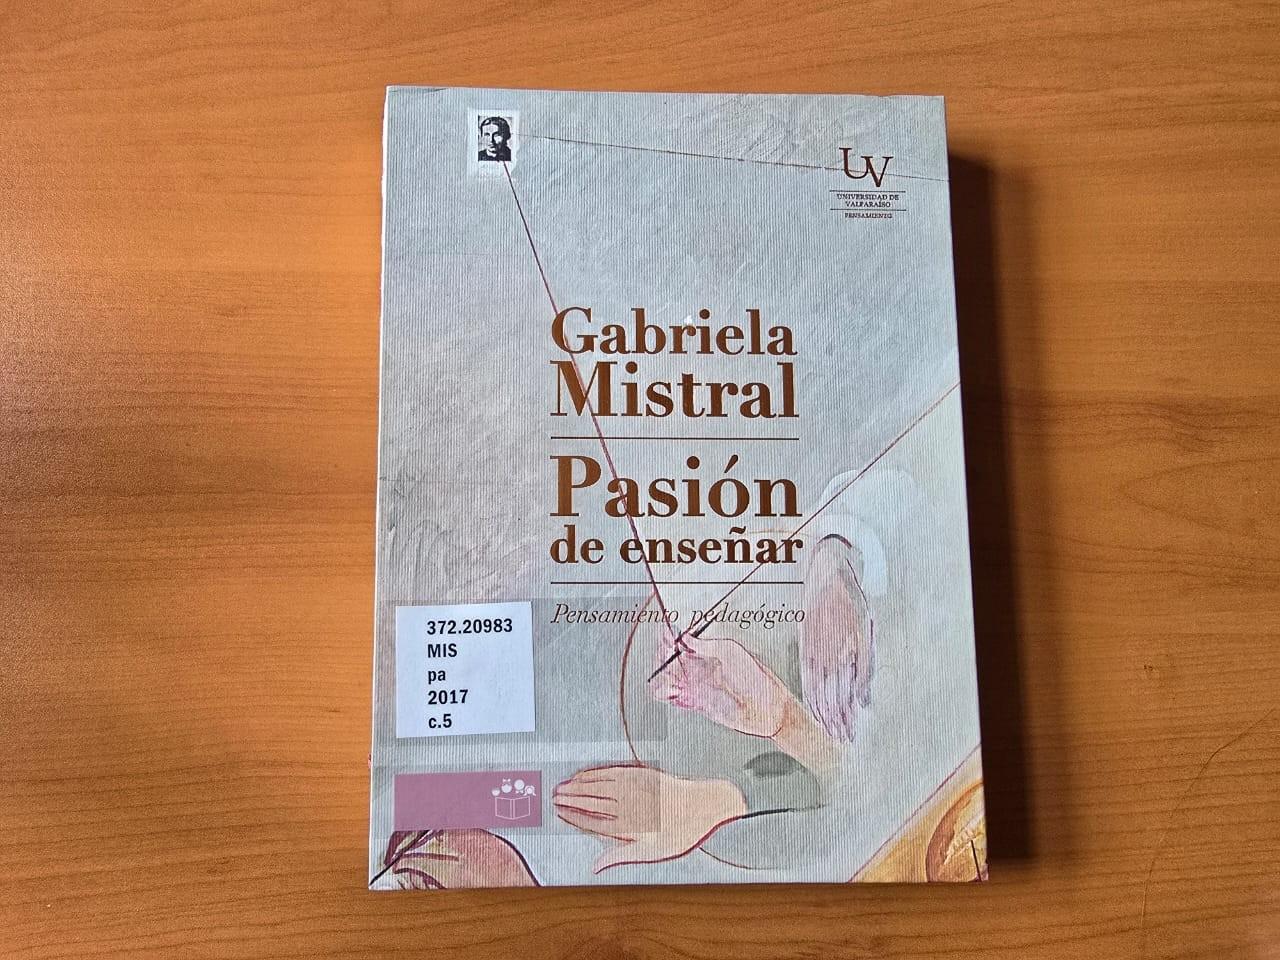 UV
UNIVERSIDAD DE
VALPARAÍSO
PENSAMIENTO
Gabriela
Mistral
Pasión
de enseñar
Pensamiento pedagógico
372.20983
MIS
pa
2017
c.5